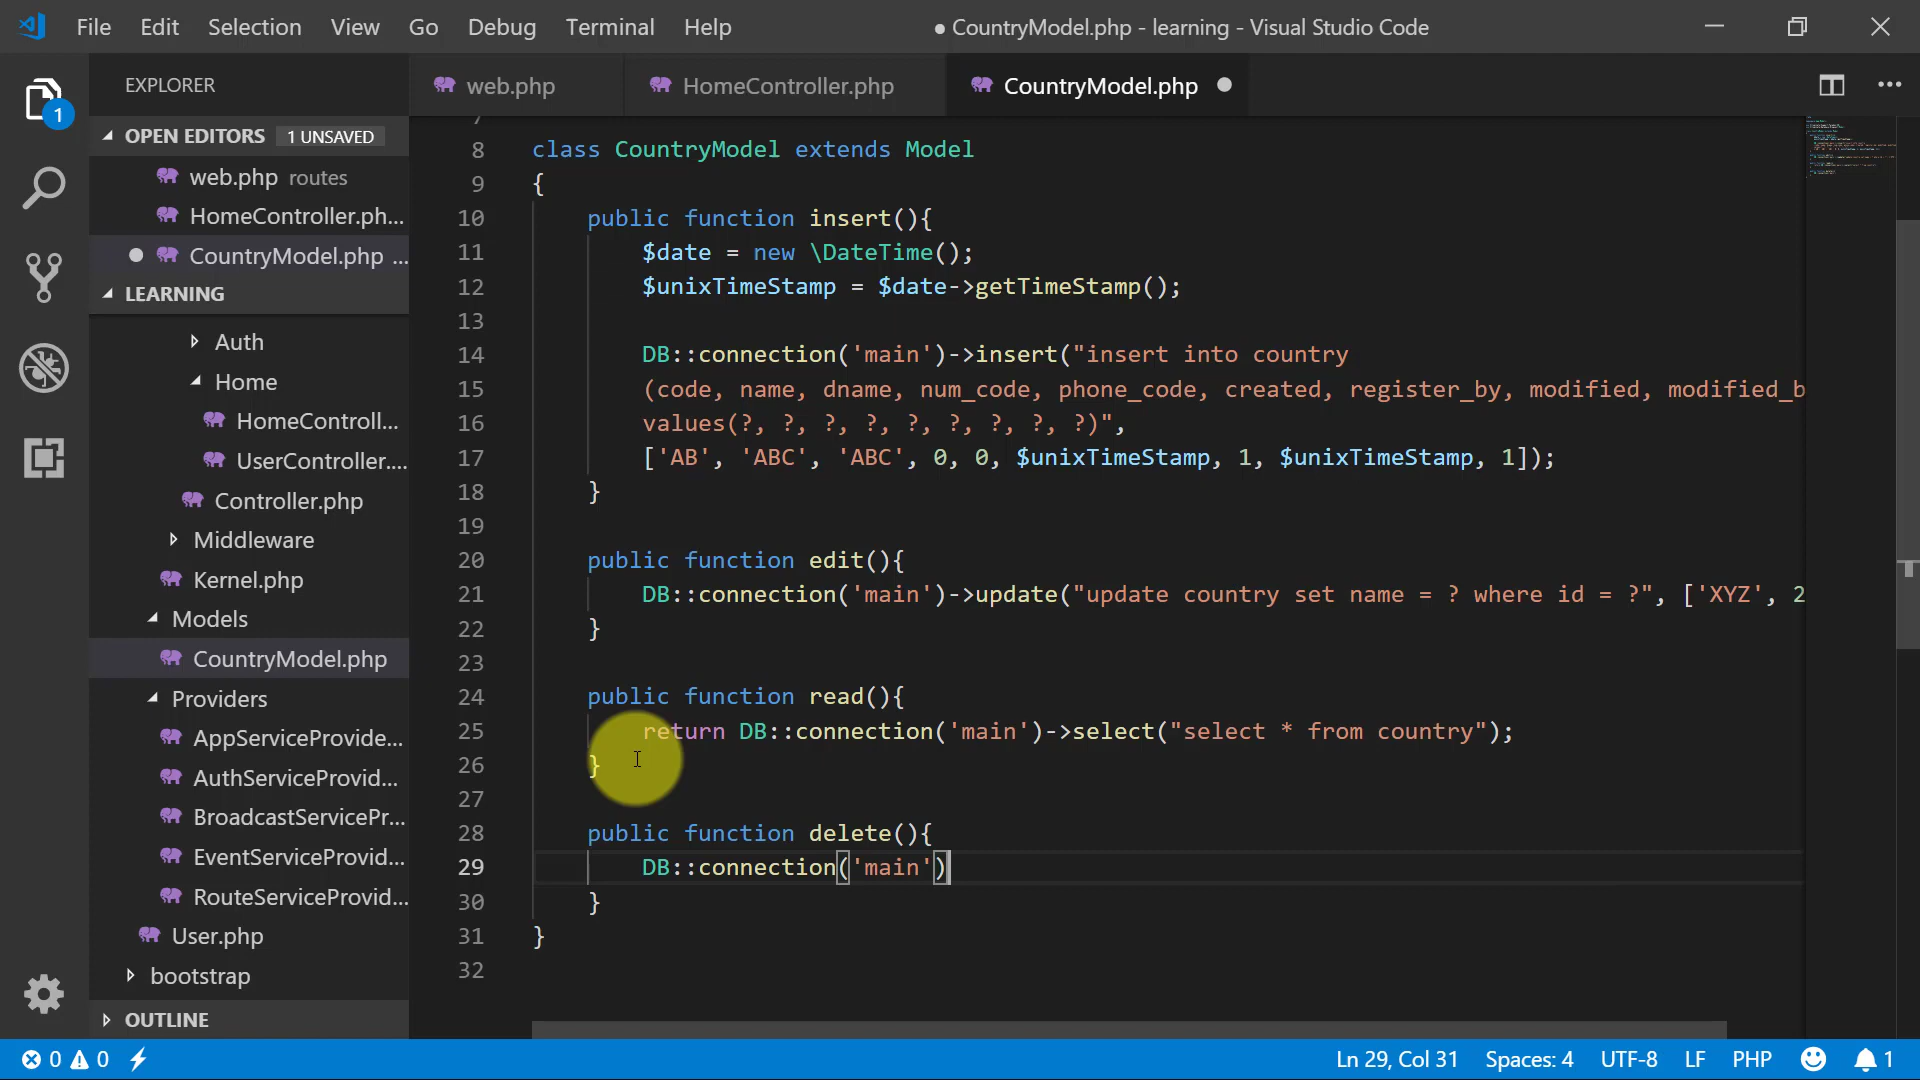 File Edit Selection View Go Debug Terminal Help
● CountryModel.php - learning - Visual Studio Code
EXPLORER
web.php
HomeController.php
CountryModel.php
1
OPEN EDITORS 1 UNSAVED
web.php routes
HomeController.ph...
CountryModel.php ...
LEARNING
Auth
Home
HomeControll...
UserController....
Controller.php
Middleware
Kernel.php
Models
CountryModel.php
Providers
AppServiceProvide...
AuthServiceProvid...
BroadcastServicePr...
EventServiceProvid...
RouteServiceProvid...
User.php
bootstrap
OUTLINE
8 class CountryModel extends Model
9 {
10 public function insert(){
11 $date = new \DateTime();
12 $unixTimeStamp = $date->getTimeStamp();
13
14 DB::connection('main')->insert("insert into country
15 (code, name, dname, num_code, phone_code, created, register_by, modified, modified_b
16 values(?, ?, ?, ?, ?, ?, ?, ?, ?)",
17 ['AB', 'ABC', 'ABC', 0, 0, $unixTimeStamp, 1, $unixTimeStamp, 1]);
18 }
19
20 public function edit(){
21 DB::connection('main')->update("update country set name = ? where id = ?", ['XYZ', 2
22 }
23
24 public function read(){
25 return DB::connection('main')->select("select * from country");
26 }
27
28 public function delete(){
29 DB::connection('main')
30 }
31 }
32
0 0
Ln 29, Col 31 Spaces: 4 UTF-8 LF PHP 1